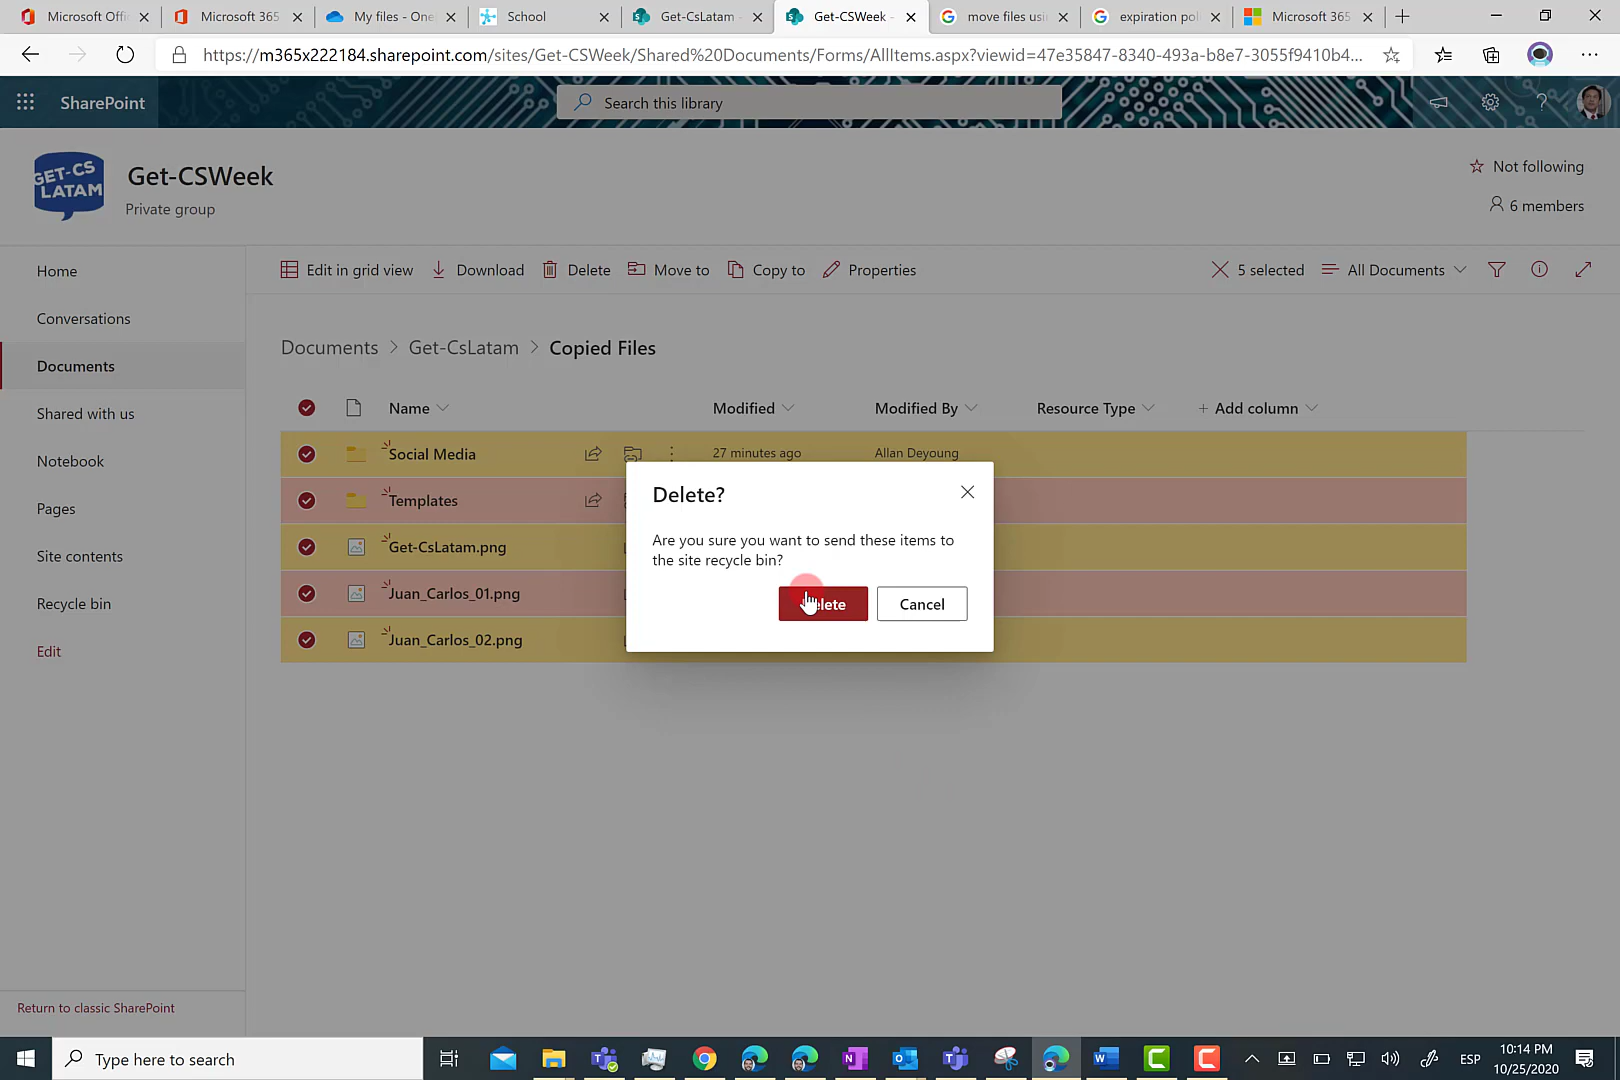 Microsoft Offi
Microsoft 365
My files - One
School
Get-CsLatam -
Get-CSWeek -
move files usi
expiration pol
Microsoft 365
https://m365x222184.sharepoint.com/sites/Get-CSWeek/Shared%20Documents/Forms/AllItems.aspx?viewid=47e35847-8340-493a-b8e7-3055f9410b4...
SharePoint
Search this library
GET-CS
LATAM
Get-CSWeek
Private group
Not following
6 members
Home
Conversations
Documents
Shared with us
Notebook
Pages
Site contents
Recycle bin
Edit
Return to classic SharePoint
Edit in grid view
Download
Delete
Move to
Copy to
Properties
5 selected
All Documents
Documents > Get-CsLatam > Copied Files
Name
Modified
Modified By
Resource Type
+ Add column
Social Media
27 minutes ago
Allan Deyoung
Templates
Get-CsLatam.png
Juan_Carlos_01.png
Juan_Carlos_02.png
Delete?
Are you sure you want to send these items to
the site recycle bin?
elete
Cancel
Type here to search
ESP
10:14 PM
10/25/2020